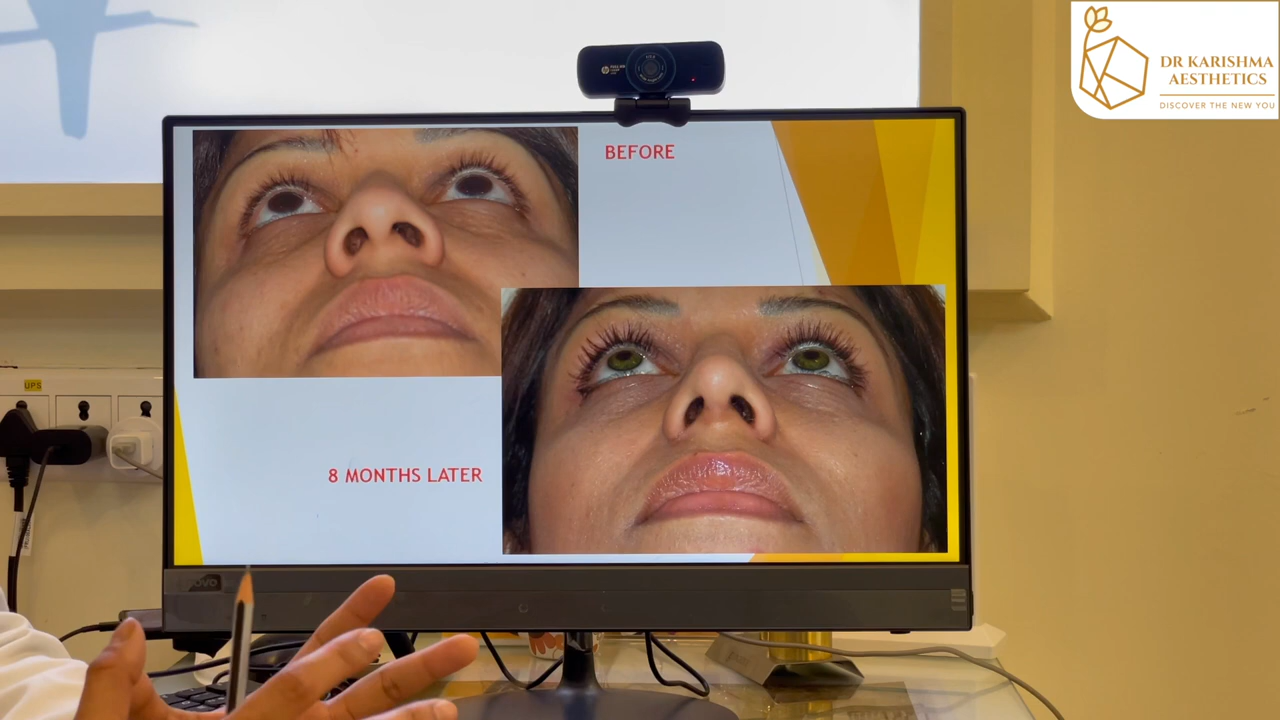 DR KARISHMA
AESTHETICS
DISCOVER THE NEW YOU
BEFORE
8 MONTHS LATER
UPS